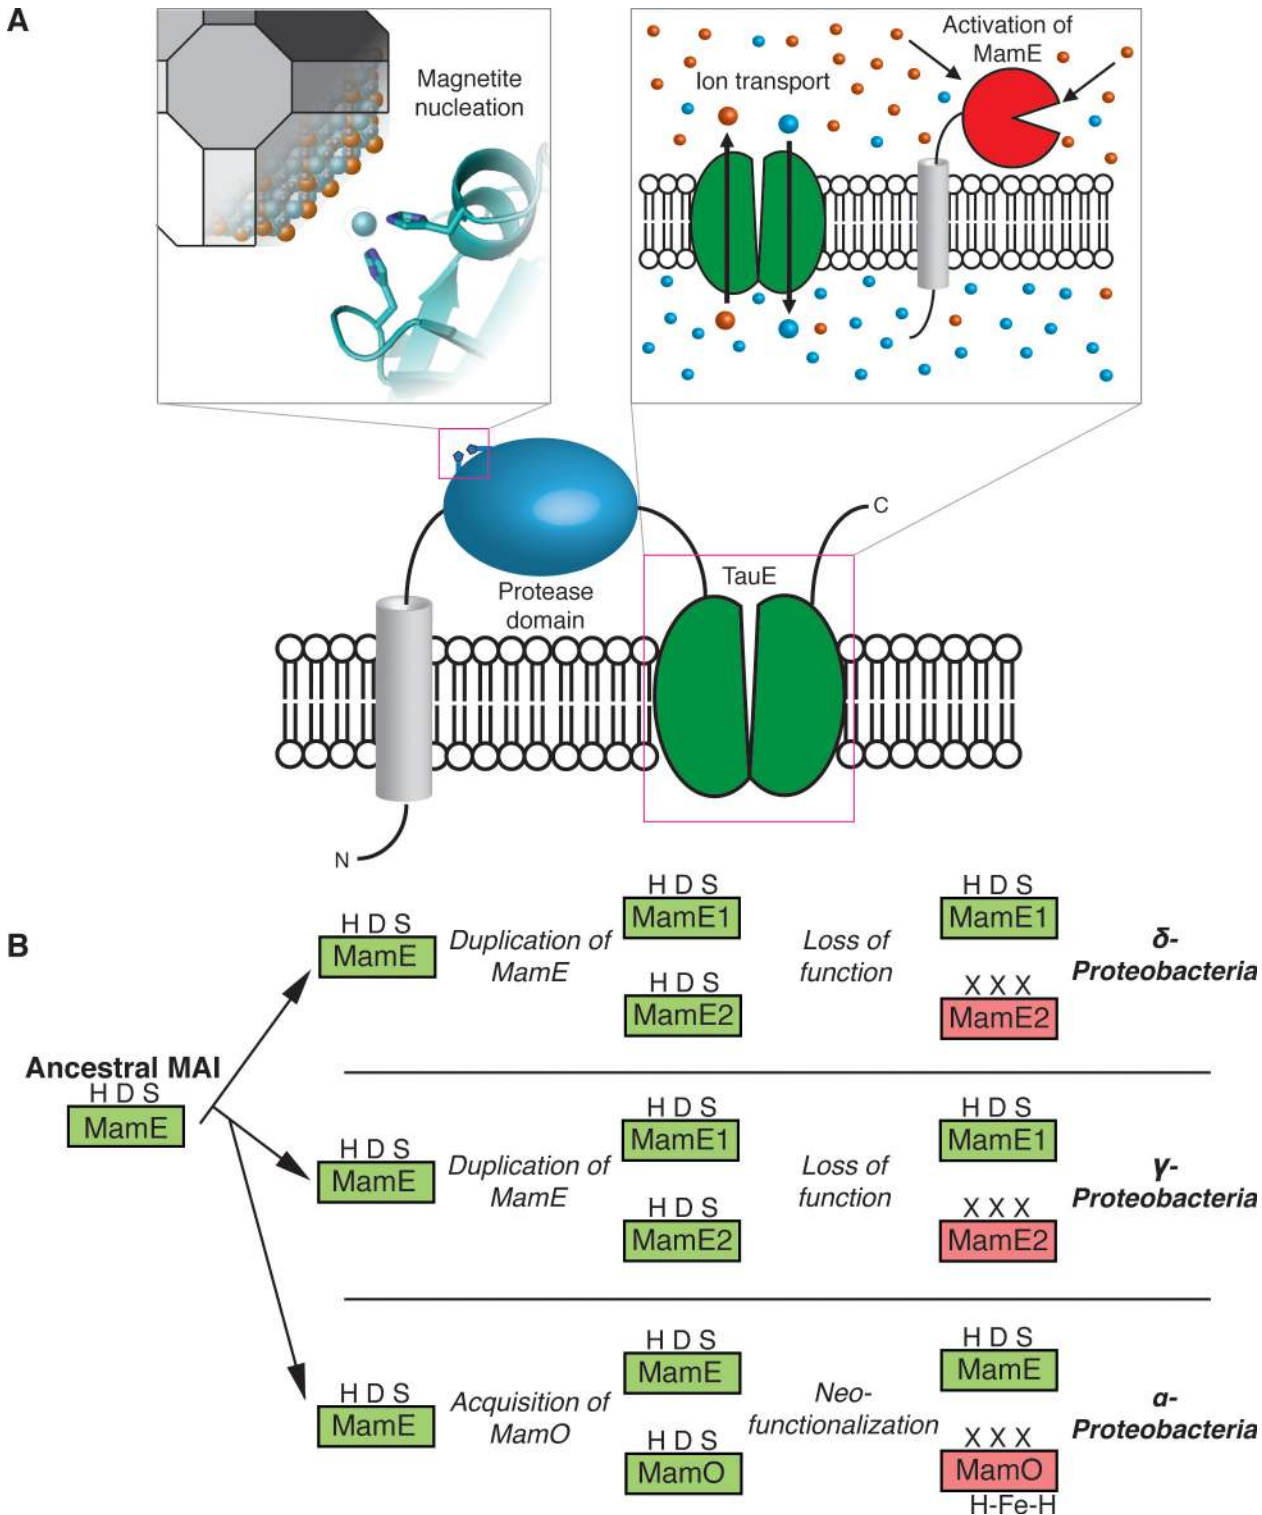 A
Magnetite
nucleation
Activation of
MamE
Ion transport
C
TauE
Protease
domain
N
B
H D S
MamE
Duplication of
MamE
H D S
MamE1
H D S
MamE2
Loss of
function
H D S
MamE1
X X X
MamE2
δ-
Proteobacteria
Ancestral MAI
H D S
MamE
H D S
MamE
Duplication of
MamE
H D S
MamE1
H D S
MamE2
Loss of
function
H D S
MamE1
X X X
MamE2
γ-
Proteobacteria
H D S
MamE
Acquisition of
MamO
H D S
MamE
H D S
MamO
Neo-
functionalization
H D S
MamE
X X X
MamO
H-Fe-H
α-
Proteobacteria